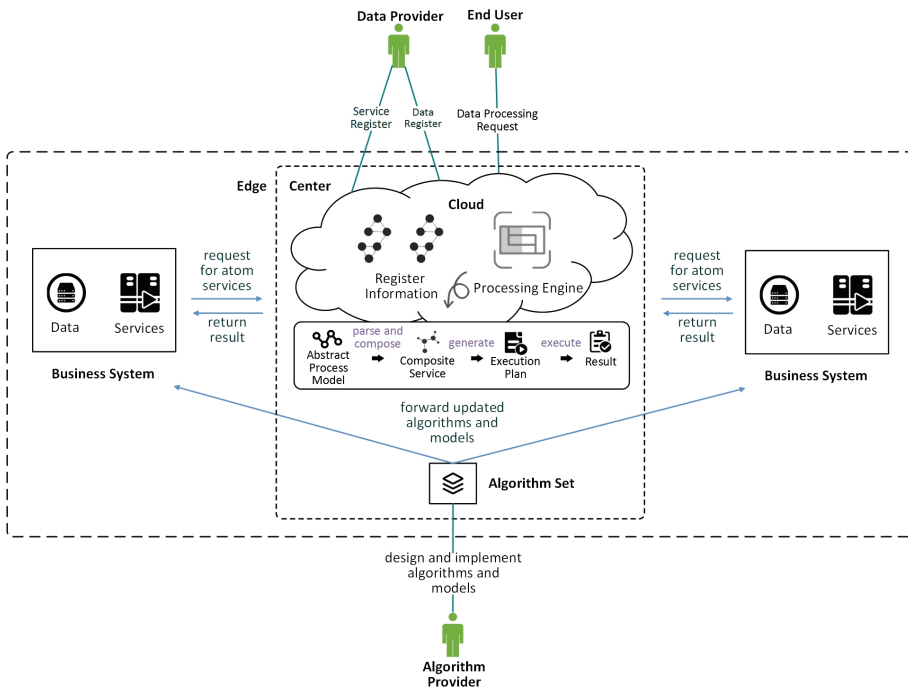 Data Provider
End User
Service
Register
Data
Register
Data Processing
Request
Edge
Center
Cloud
Register
Information
Processing Engine
request
for atom
services
return
result
Data
Services
Business System
request
for atom
services
return
result
Data
Services
Business System
parse and
compose
generate
execute
Abstract
Process
Model
Composite
Service
Execution
Plan
Result
forward updated
algorithms and
models
Algorithm Set
design and implement
algorithms and
models
Algorithm
Provider